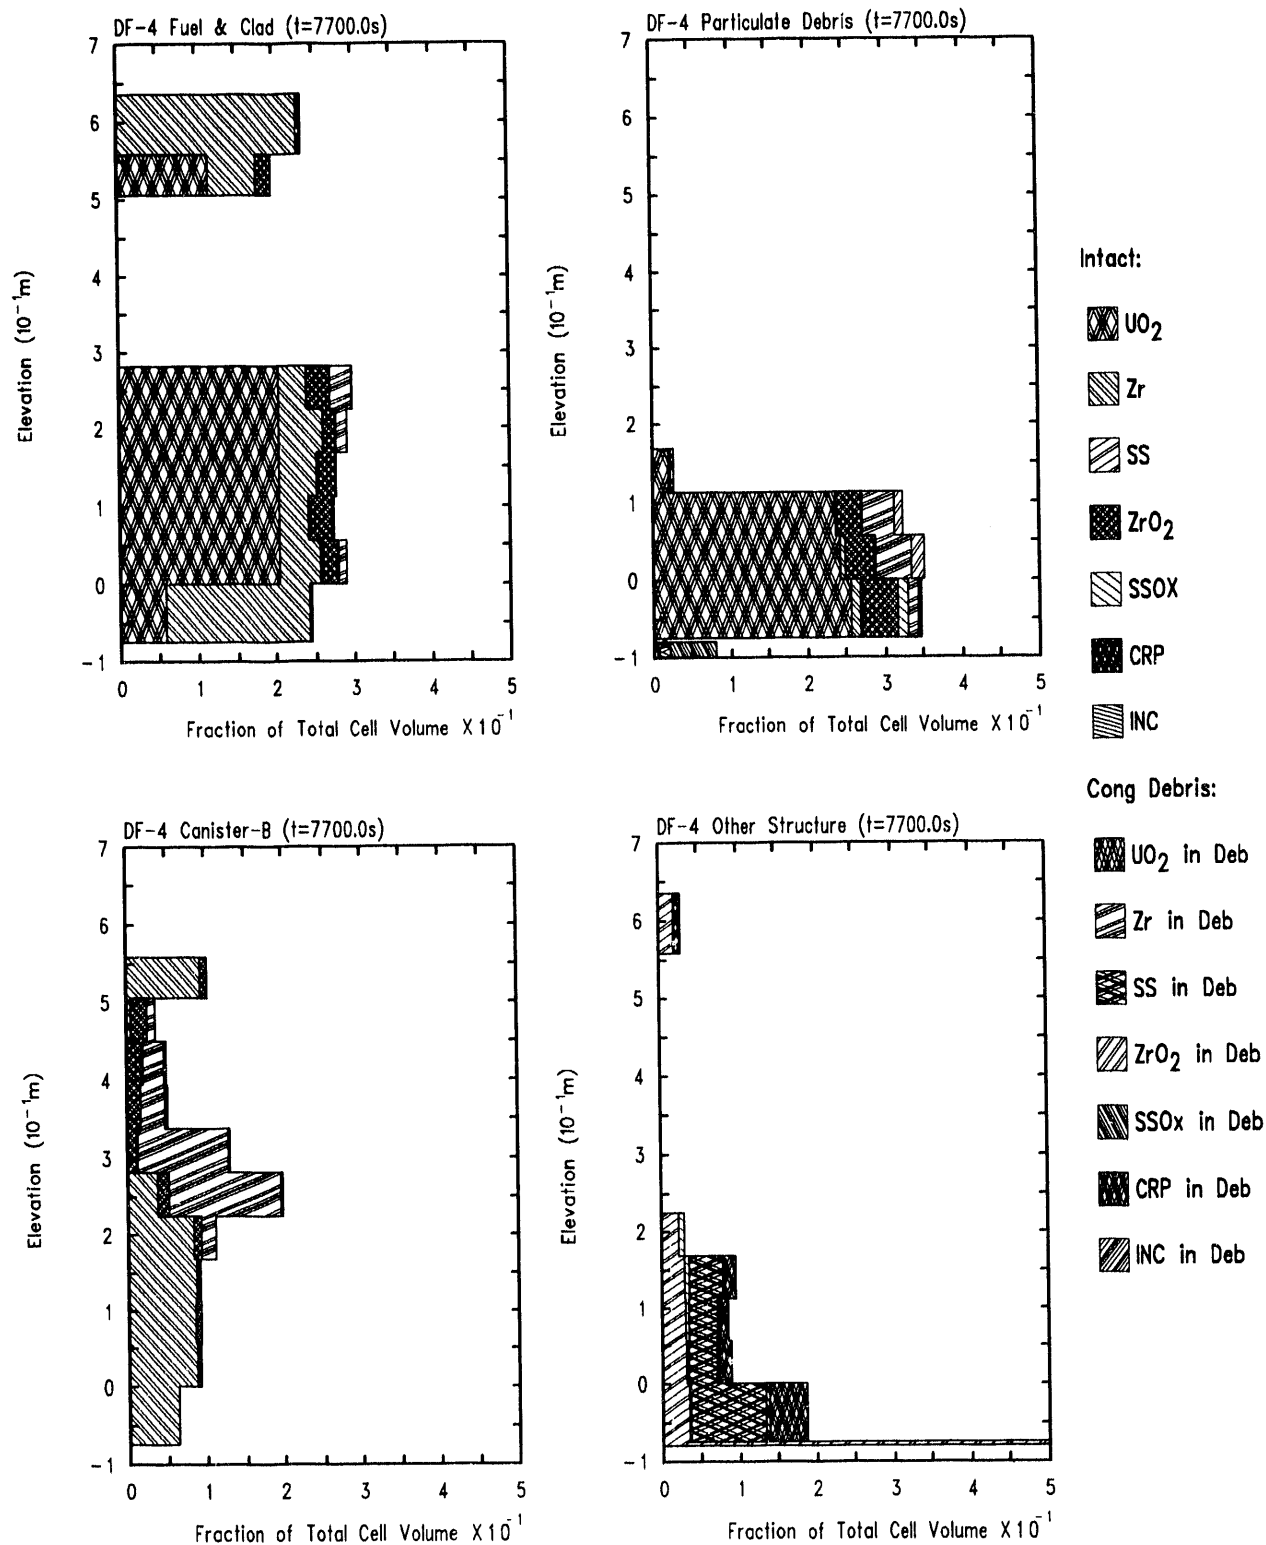 DF-4 Fuel & Clad (t=7700.0s)
7
6
5
4
3
2
1
0
-1
Elevation (10⁻¹m)
0 1 2 3 4 5
Fraction of Total Cell Volume X10⁻¹
DF-4 Particulate Debris (t=7700.0s)
7
6
5
4
3
2
1
0
-1
Elevation (10⁻¹m)
0 1 2 3 4 5
Fraction of Total Cell Volume X10⁻¹
DF-4 Canister-B (t=7700.0s)
7
6
5
4
3
2
1
0
-1
Elevation (10⁻¹m)
0 1 2 3 4 5
Fraction of Total Cell Volume X10⁻¹
DF-4 Other Structure (t=7700.0s)
7
6
5
4
3
2
1
0
-1
Elevation (10⁻¹m)
0 1 2 3 4 5
Fraction of Total Cell Volume X10⁻¹
Intact:
UO₂
Zr
SS
ZrO₂
SSOX
CRP
INC
Cong Debris:
UO₂ in Deb
Zr in Deb
SS in Deb
ZrO₂ in Deb
SSOx in Deb
CRP in Deb
INC in Deb